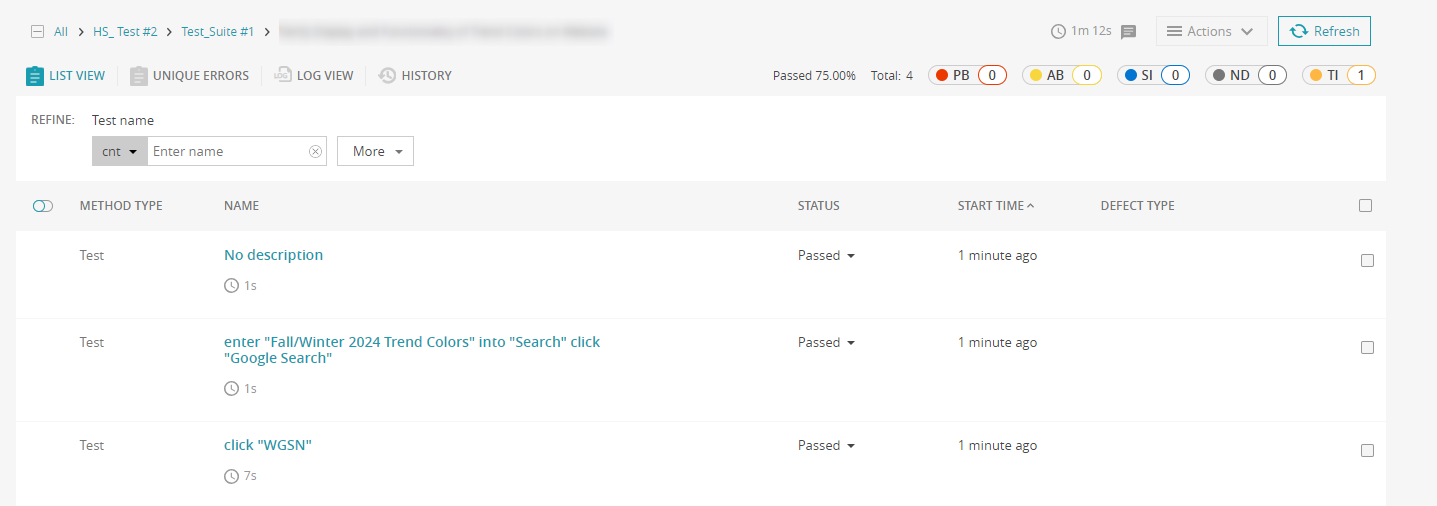 All > HS_ Test #2 > Test_Suite #1 >
1m 12s Actions Refresh
LIST VIEW UNIQUE ERRORS LOG VIEW HISTORY
Passed 75.00% Total: 4 PB 0 AB 0 SI 0 ND 0 TI 1
REFINE: Test name
cnt Enter name More
METHOD TYPE NAME STATUS START TIME DEFECT TYPE
Test No description Passed 1 minute ago
1s
Test enter "Fall/Winter 2024 Trend Colors" into "Search" click Passed 1 minute ago
"Google Search"
1s
Test click "WGSN" Passed 1 minute ago
7s